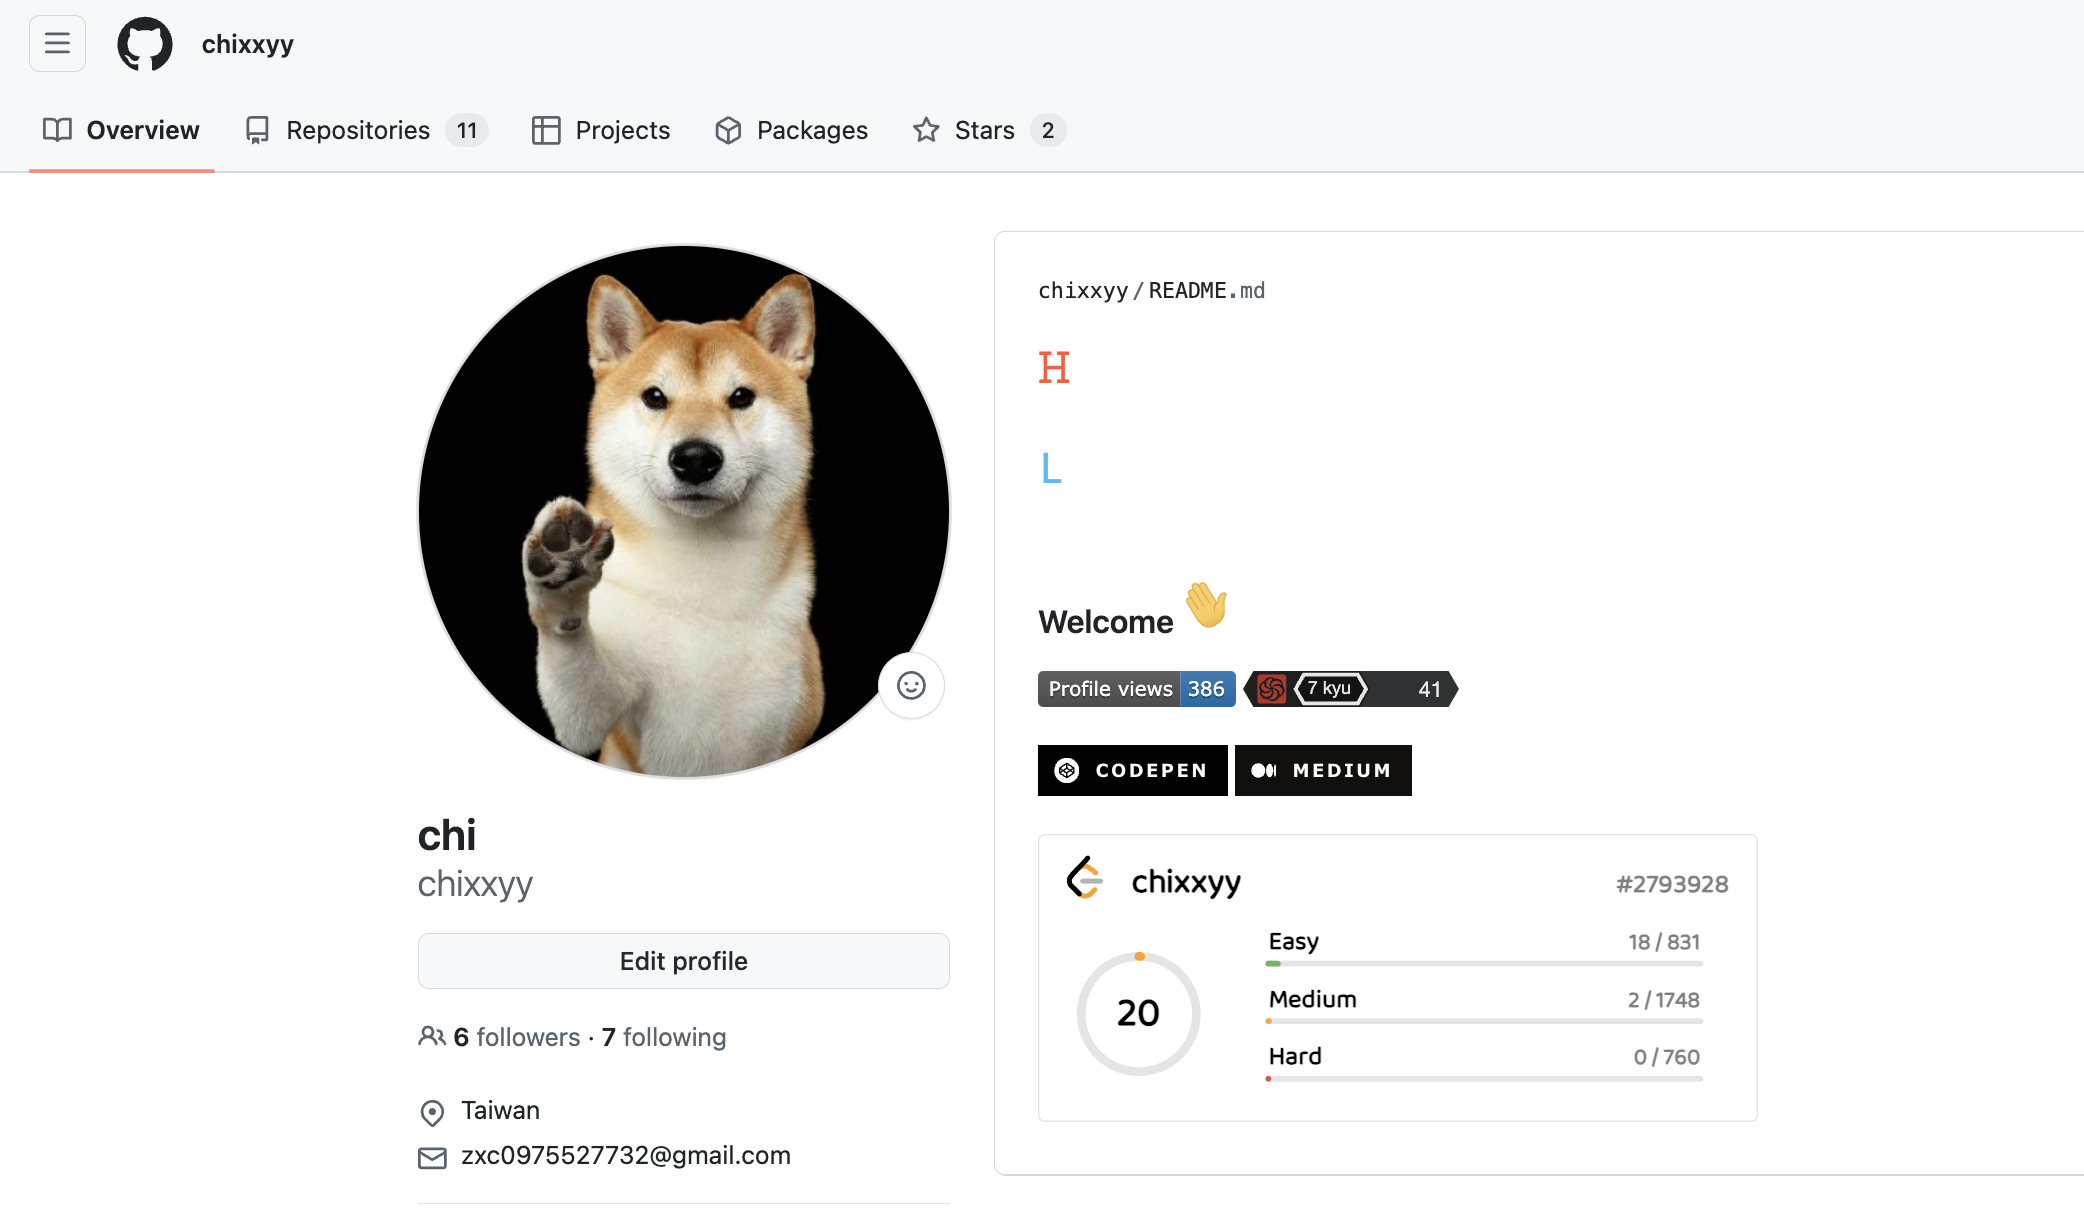 chixxyy
Overview
Repositories 11
Projects
Packages
Stars 2
chi
chixxyy
Edit profile
6 followers · 7 following
Taiwan
zxc0975527732@gmail.com
chixxyy/README.md
H
L
Welcome 👋
Profile views 386
7 kyu 41
CODEPEN
MEDIUM
chixxyy #2793928
20
Easy 18 / 831
Medium 2 / 1748
Hard 0 / 760